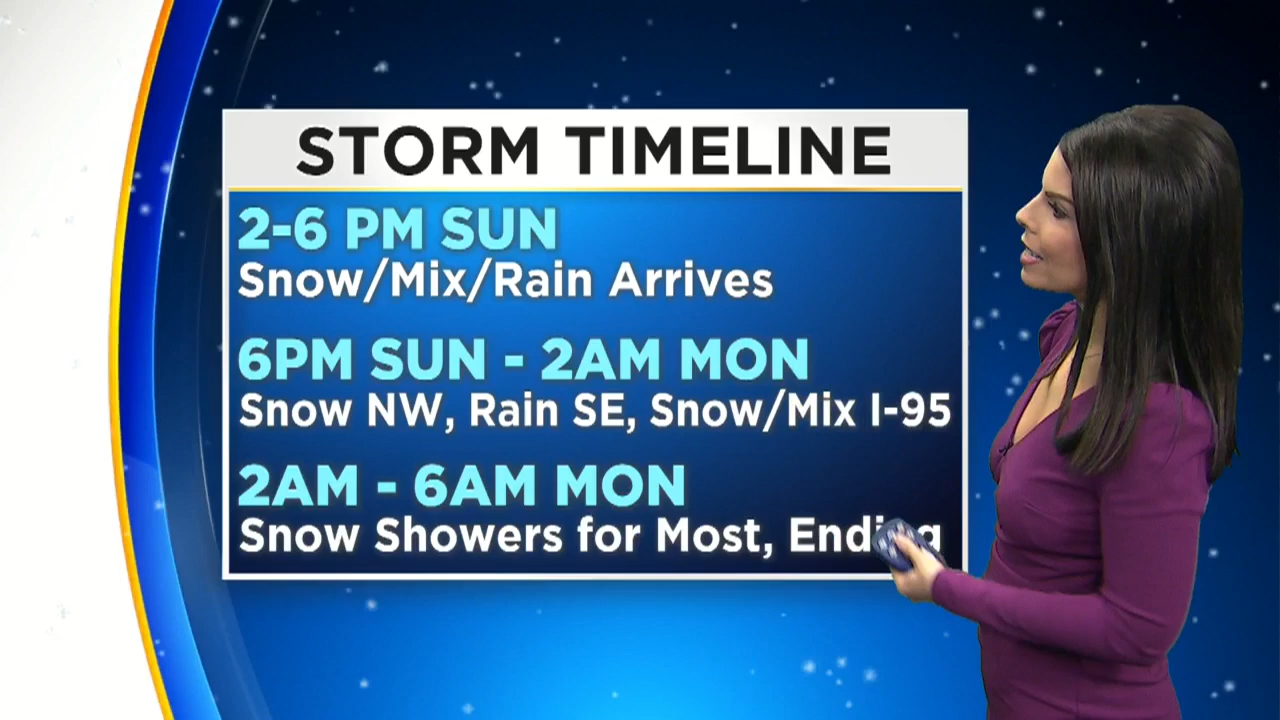 STORM TIMELINE
2-6 PM SUN
Snow/Mix/Rain Arrives
6PM SUN - 2AM MON
Snow NW, Rain SE, Snow/Mix I-95
2AM - 6AM MON
Snow Showers for Most, Ending